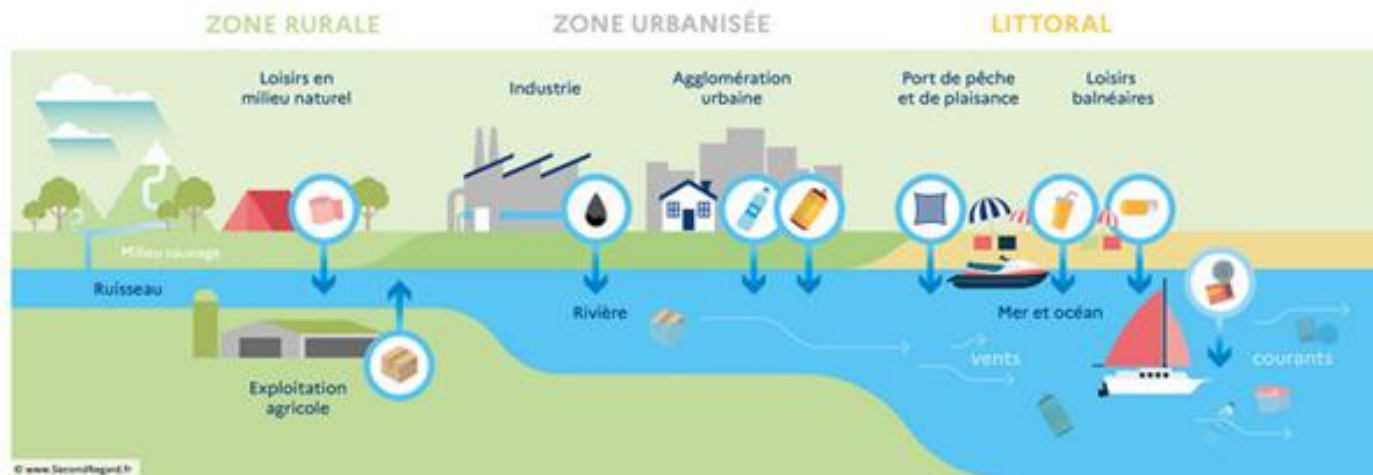 ZONE RURALE
ZONE URBANISÉE
LITTORAL
Loisirs en
milieu naturel
Industrie
Agglomération
urbaine
Port de pêche
et de plaisance
Loisirs
balnéaires
Milieu sauvage
Ruisseau
Rivière
Mer et océan
vents
courants
Exploitation
agricole
© www.SecondRegard.fr